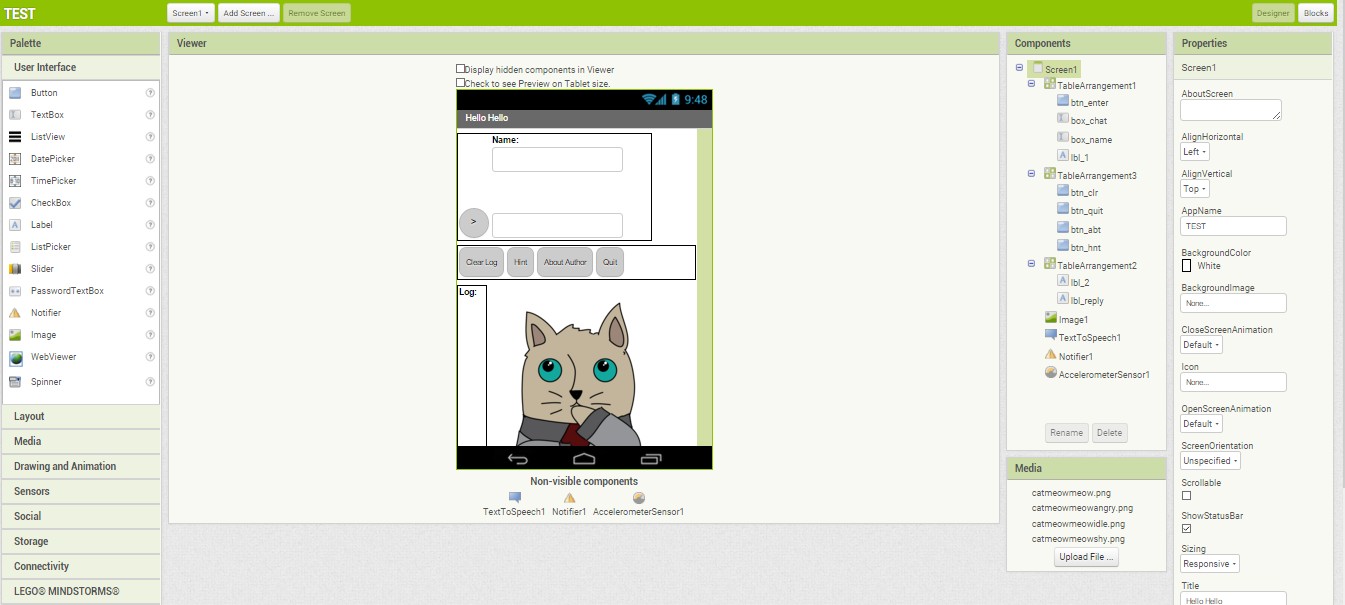 TEST
Screen1
Add Screen ...
Remove Screen
Designer
Blocks
Palette
User Interface
Button
TextBox
ListView
DatePicker
TimePicker
CheckBox
Label
ListPicker
Slider
PasswordTextBox
Notifier
Image
WebViewer
Spinner
Layout
Media
Drawing and Animation
Sensors
Social
Storage
Connectivity
LEGO® MINDSTORMS®
Viewer
Display hidden components in Viewer
Check to see Preview on Tablet size.
9:48
Hello Hello
Name:
>
Clear Log
Hint
About Author
Quit
Log:
Non-visible components
TextToSpeech1
Notifier1
AccelerometerSensor1
Components
Screen1
TableArrangement1
btn_enter
box_chat
box_name
lbl_1
TableArrangement3
btn_clr
btn_quit
btn_abt
btn_hnt
TableArrangement2
lbl_2
lbl_reply
Image1
TextToSpeech1
Notifier1
AccelerometerSensor1
Rename
Delete
Media
catmeowmeow.png
catmeowmeowangry.png
catmeowmeowidle.png
catmeowmeowshy.png
Upload File ...
Properties
Screen1
AboutScreen
AlignHorizontal
Left
AlignVertical
Top
AppName
TEST
BackgroundColor
White
BackgroundImage
None...
CloseScreenAnimation
Default
Icon
None...
OpenScreenAnimation
Default
ScreenOrientation
Unspecified
Scrollable
ShowStatusBar
Sizing
Responsive
Title
Hello Hello